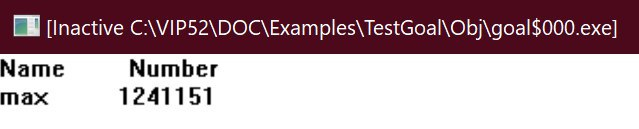 [Inactive C:\VIP52\DOC\Examples\TestGoal\Obj\goal$000.exe]
Name Number
max 1241151